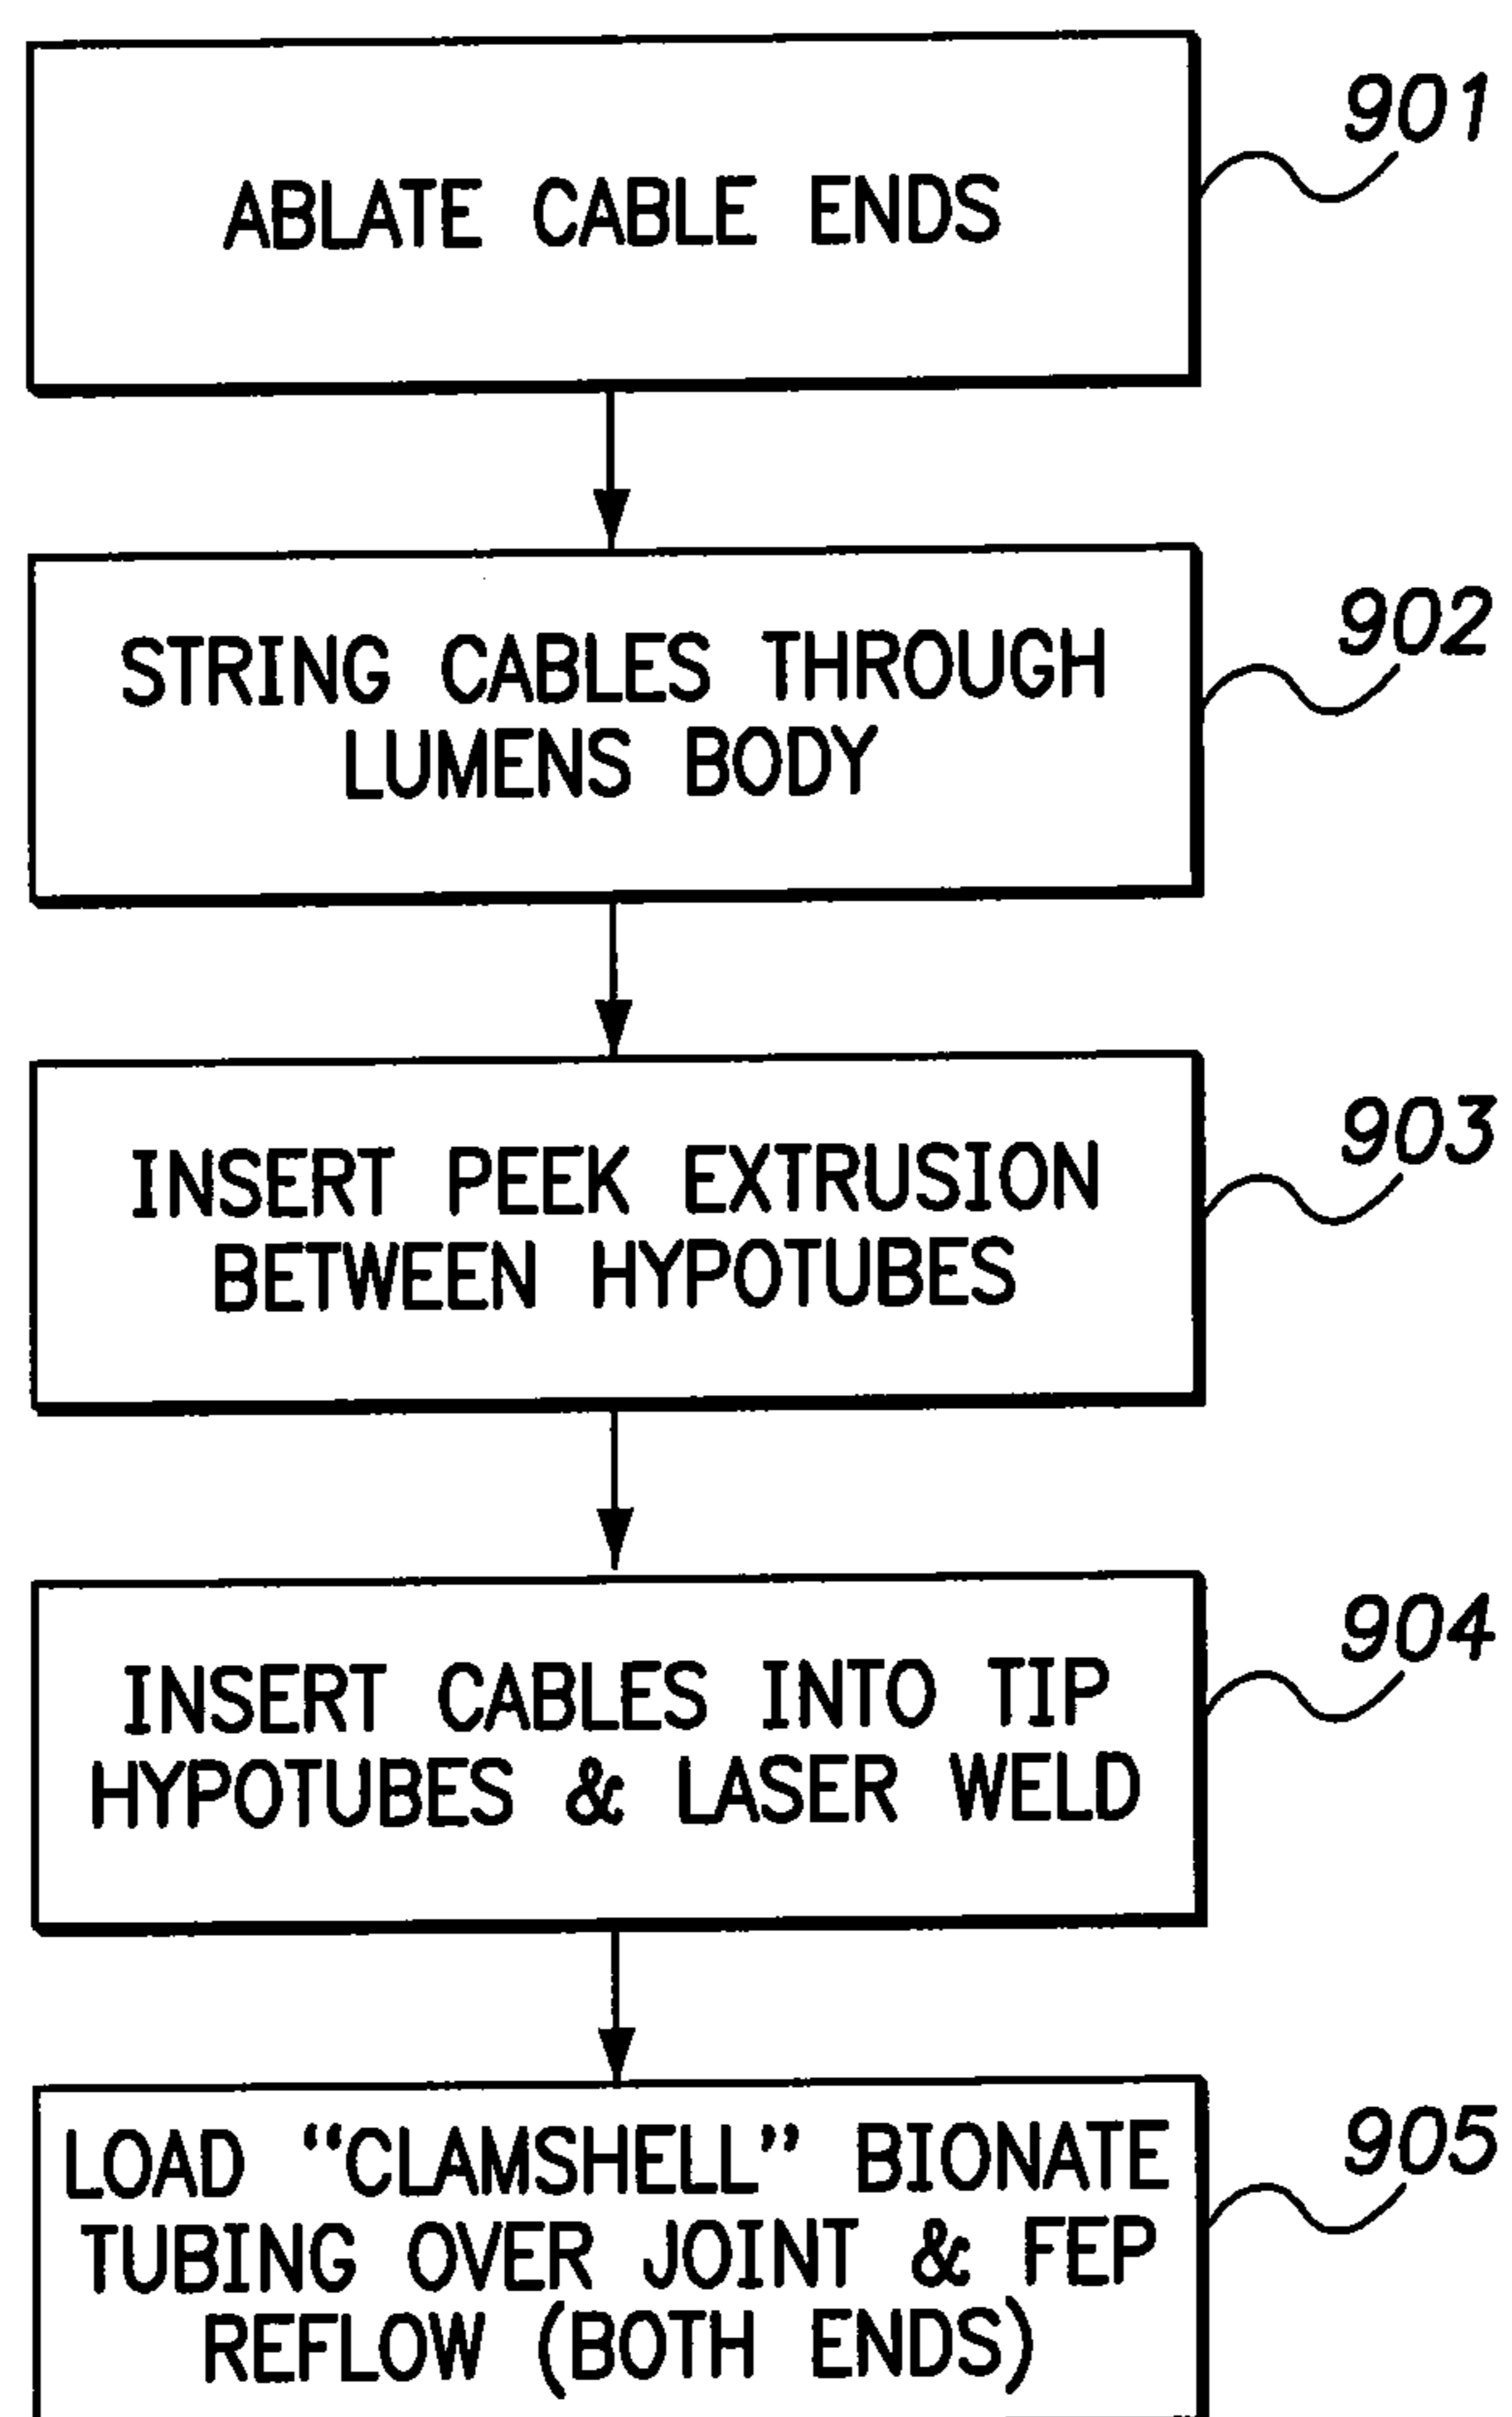 901
ABLATE CABLE ENDS
902
STRING CABLES THROUGH
LUMENS BODY
903
INSERT PEEK EXTRUSION
BETWEEN HYPOTUBES
904
INSERT CABLES INTO TIP
HYPOTUBES & LASER WELD
905
LOAD “CLAMSHELL” BIONATE
TUBING OVER JOINT & FEP
REFLOW (BOTH ENDS)